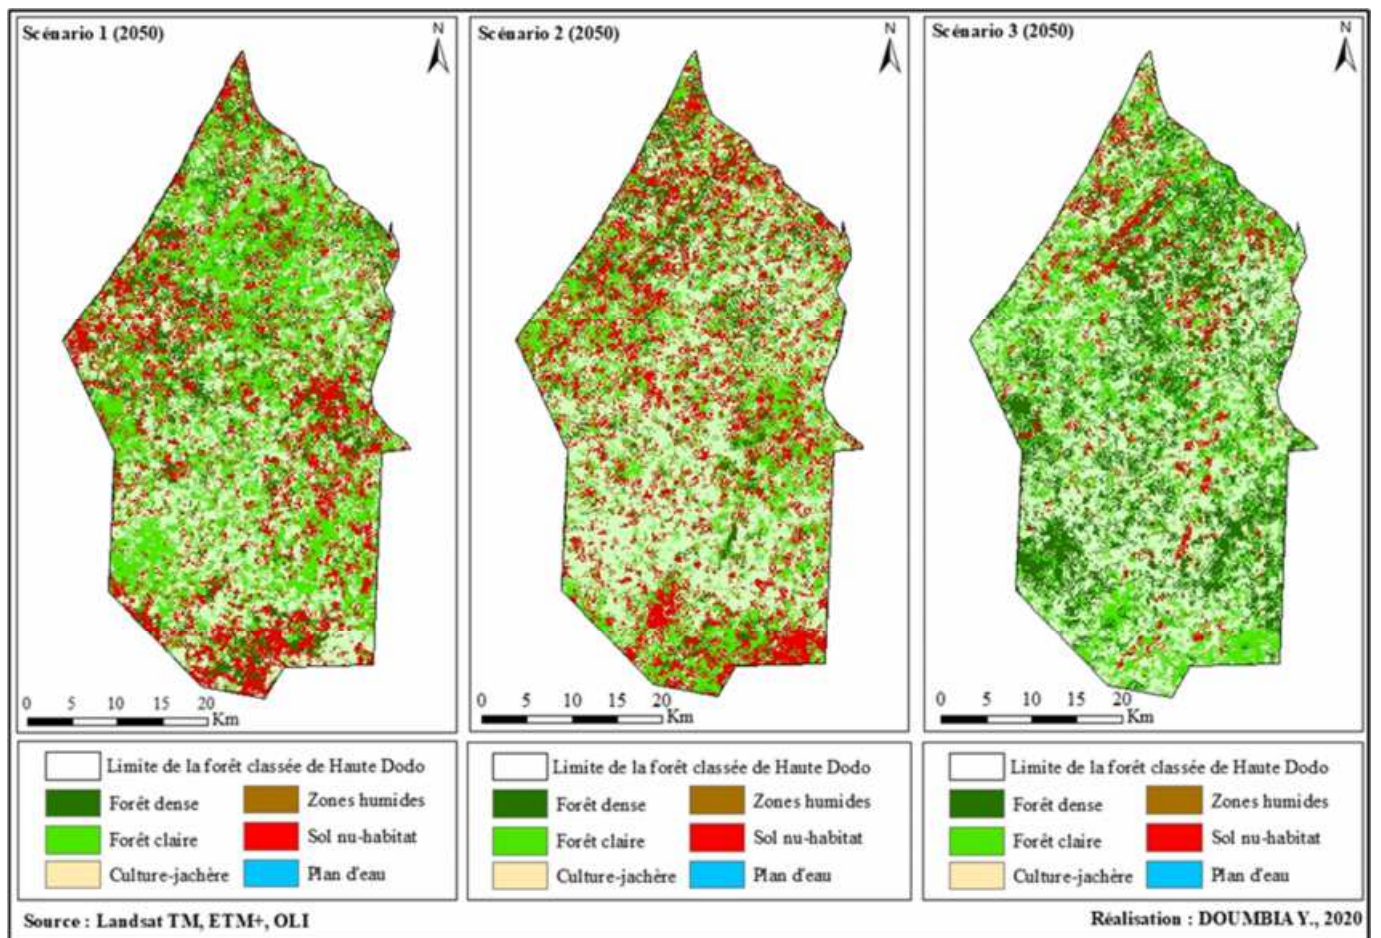 Scénario 1 (2050)
N
0 5 10 15 20
Km
Scénario 2 (2050)
N
0 5 10 15 20
Km
Scénario 3 (2050)
N
0 5 10 15 20
Km
Limite de la forêt classée de Haute Dodo
Forêt dense
Zones humides
Forêt claire
Sol nu-habitat
Culture-jachère
Plan d'eau
Limite de la forêt classée de Haute Dodo
Forêt dense
Zones humides
Forêt claire
Sol nu-habitat
Culture-jachère
Plan d'eau
Limite de la forêt classée de Haute Dodo
Forêt dense
Zones humides
Forêt claire
Sol nu-habitat
Culture-jachère
Plan d'eau
Source : Landsat TM, ETM+, OLI
Réalisation : DOUMBIA Y., 2020